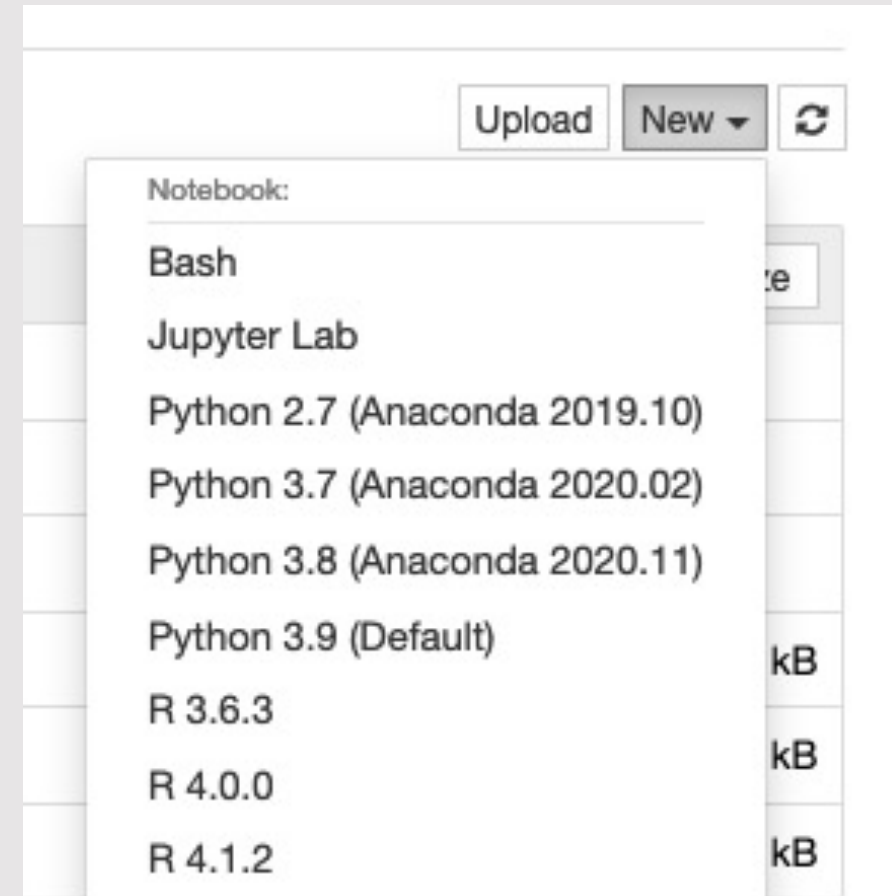 Upload New
Notebook:
Bash
ze
Jupyter Lab
Python 2.7 (Anaconda 2019.10)
Python 3.7 (Anaconda 2020.02)
Python 3.8 (Anaconda 2020.11)
Python 3.9 (Default)
kB
R 3.6.3
kB
R 4.0.0
R 4.1.2
kB